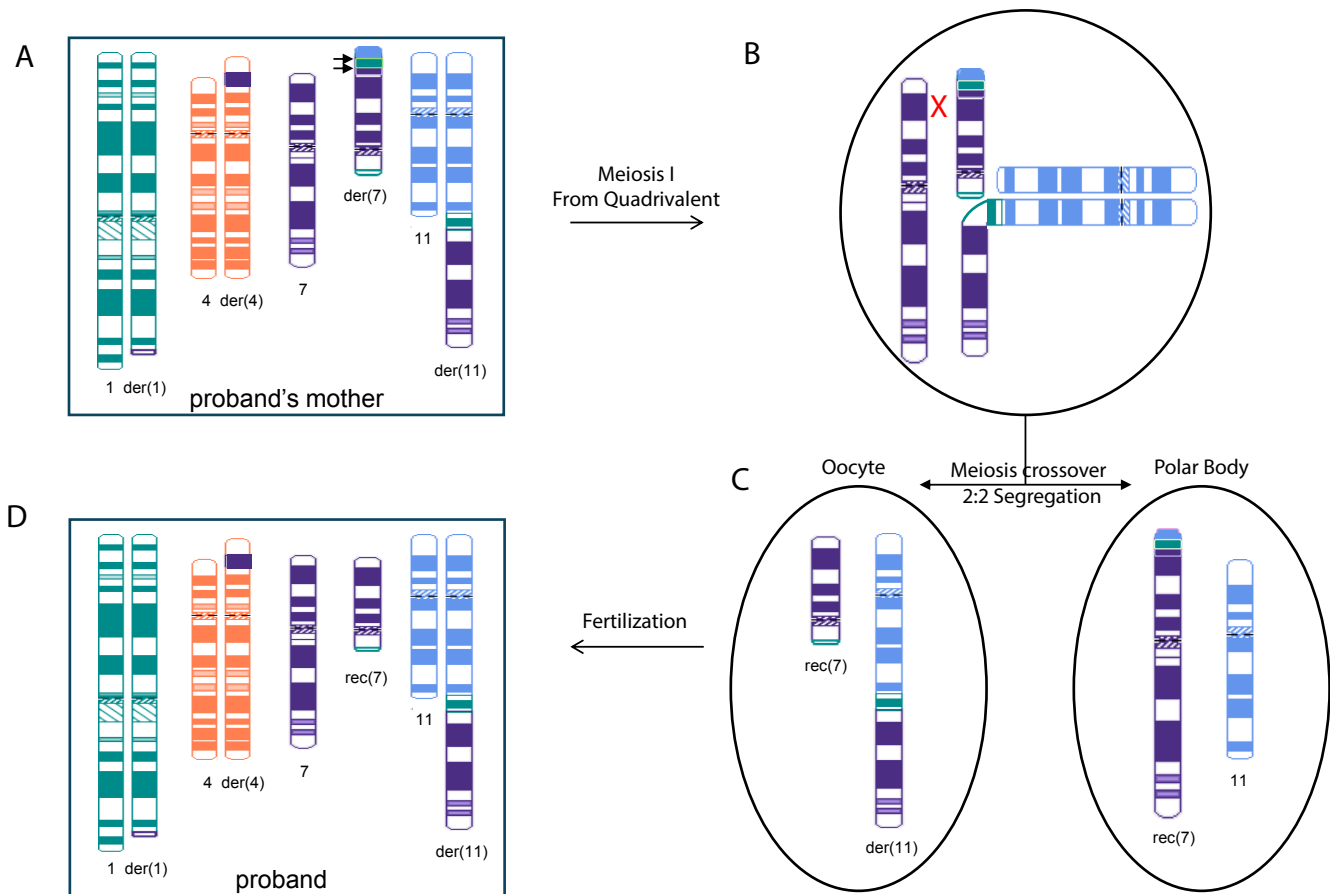 A
1 der(1)
4 der(4)
7
der(7)
11
der(11)
proband's mother
Meiosis I
From Quadrivalent
B
X
C
Oocyte
Meiosis crossover
2:2 Segregation
Polar Body
rec(7)
der(11)
rec(7)
11
Fertilization
D
1 der(1)
4 der(4)
7
rec(7)
11
der(11)
proband